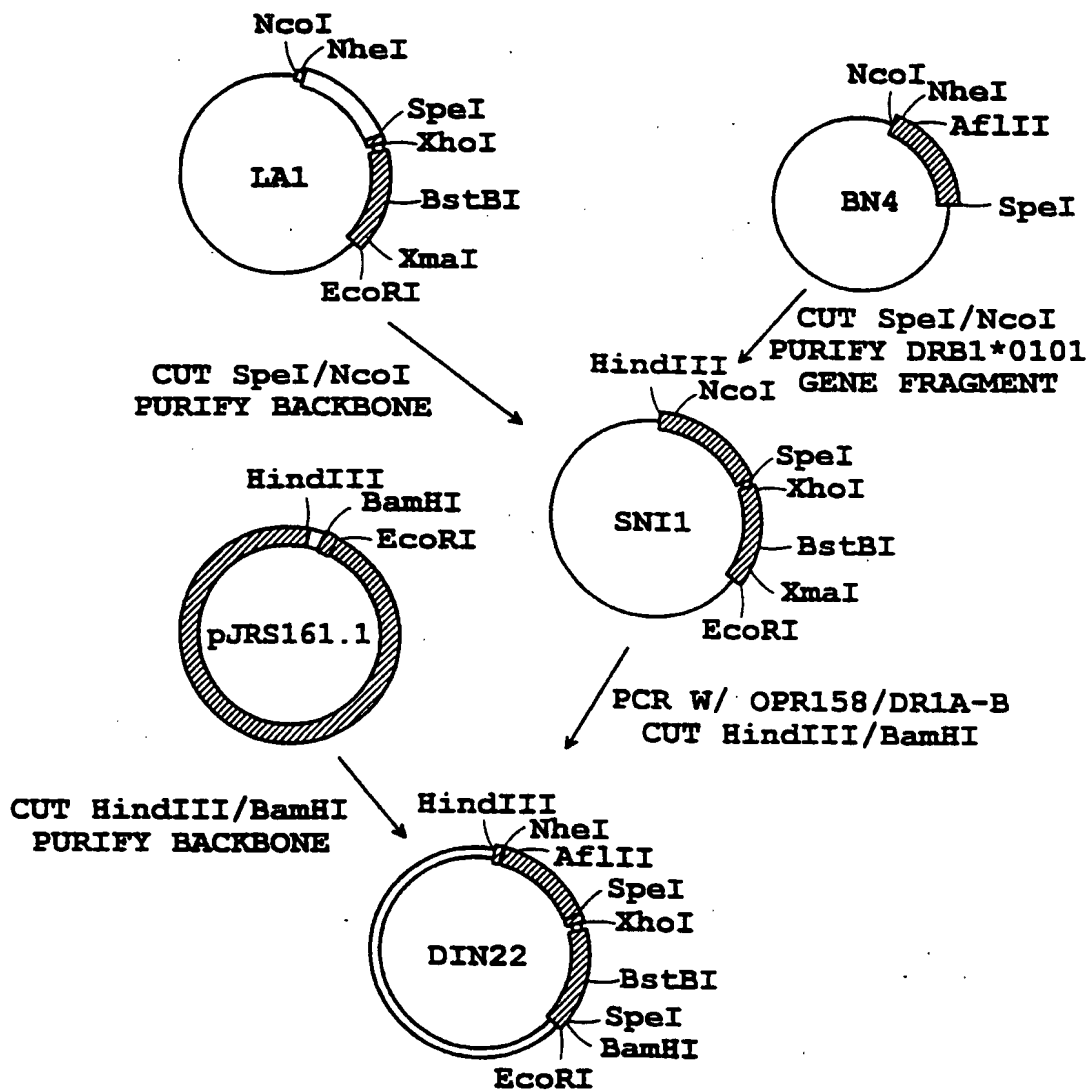 NcoI
NheI
SpeI
XhoI
LA1
BstBI
XmaI
EcoRI
NcoI
NheI
AflII
BN4
SpeI
CUT SpeI/NcoI
PURIFY BACKBONE
CUT SpeI/NcoI
PURIFY DRB1*0101
GENE FRAGMENT
HindIII
NcoI
SpeI
XhoI
SNI1
BstBI
XmaI
EcoRI
HindIII
BamHI
EcoRI
pJRS161.1
PCR W/ OPR158/DR1A-B
CUT HindIII/BamHI
CUT HindIII/BamHI
PURIFY BACKBONE
HindIII
NheI
AflII
SpeI
XhoI
DIN22
BstBI
SpeI
BamHI
EcoRI